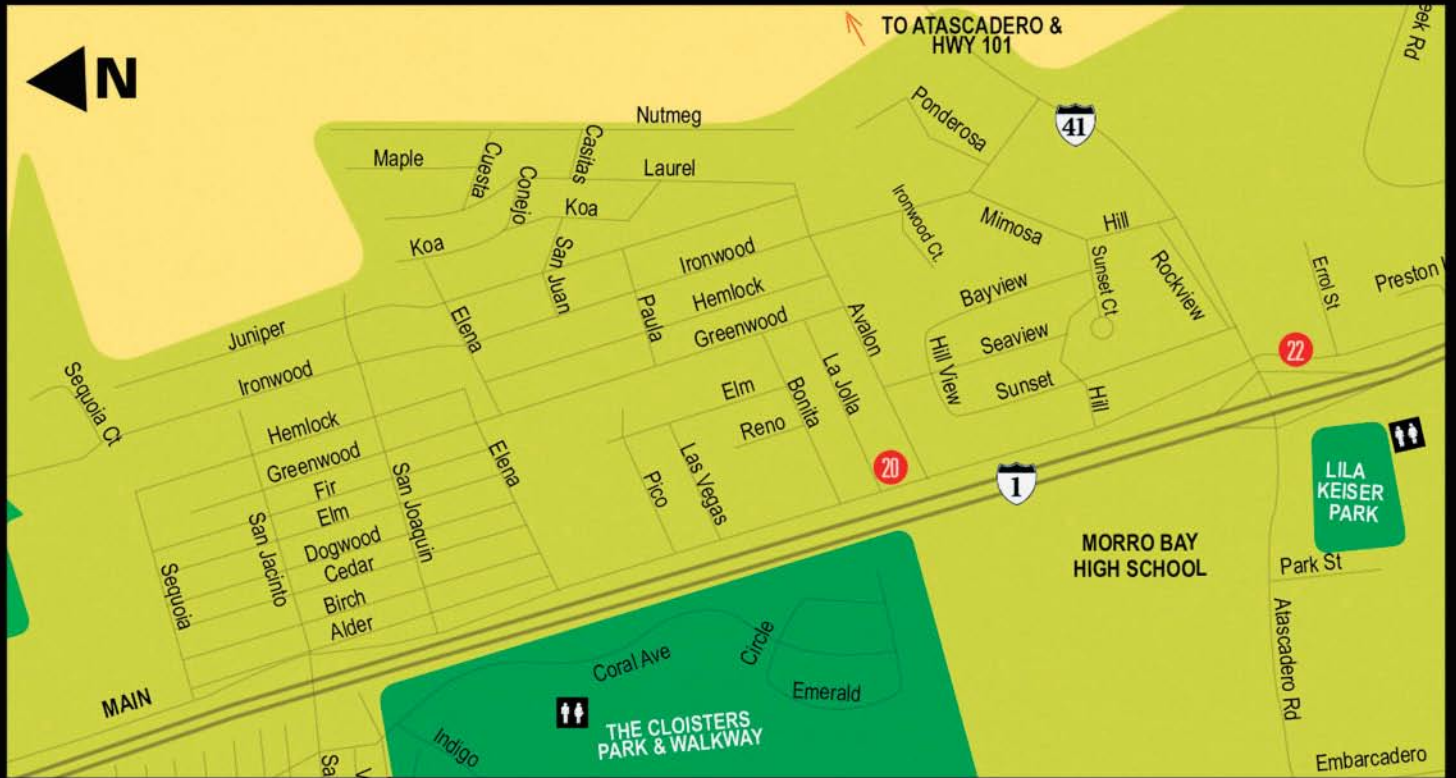 TO ATASCADERO &
HWY 101
eek Rd
N
Ponderosa
41
Nutmeg
Casitas
Cuesta
Maple
Laurel
Conejo
Koa
Ironwood Ct.
Mimosa
Hill
Koa
San Juan
Ironwood
Sunset Ct
Rockview
Errol St
Preston
Hemlock
Bayview
Paula
Elena
Greenwood
Avalon
Juniper
Seaview
22
Hill View
Sunset
Hill
Ironwood
Sequoia Ct
La Jolla
Bonita
Elm
Reno
Hemlock
Greenwood
Elena
20
1
Las Vegas
Pico
LILA
KEISER
PARK
Fir
Elm
San Joaquin
San Jacinto
Dogwood
Cedar
MORRO BAY
HIGH SCHOOL
Park St
Sequoia
Birch
Alder
Atascadero Rd
Coral Ave
Circle
Emerald
MAIN
THE CLOISTERS
PARK & WALKWAY
Indigo
Sa
V
Embarcadero